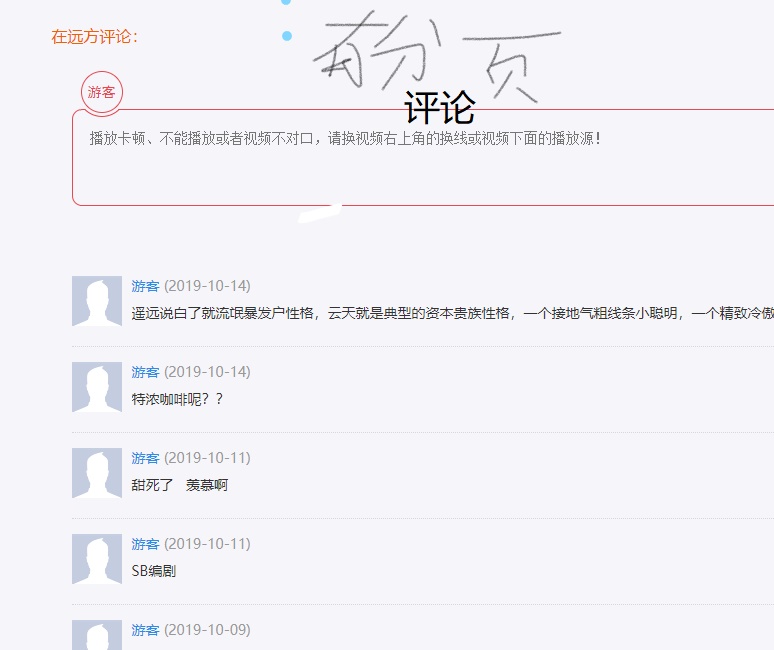 在远方评论：
有分页
游客
评论
播放卡顿、不能播放或者视频不对口，请换视频右上角的换线或视频下面的播放源！
游客 (2019-10-14)
遥远说白了就流氓暴发户性格，云天就是典型的资本贵族性格，一个接地气粗线条小聪明，一个精致冷傲
游客 (2019-10-14)
特浓咖啡呢？？
游客 (2019-10-11)
甜死了 羡慕啊
游客 (2019-10-11)
SB编剧
游客 (2019-10-09)